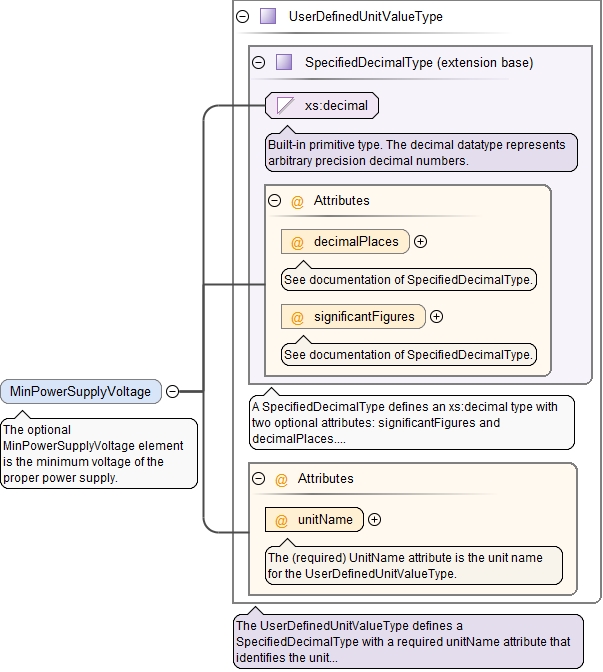 UserDefinedUnitValueType
SpecifiedDecimalType (extension base)
xs:decimal
Built-in primitive type. The decimal datatype represents
arbitrary precision decimal numbers.
@ Attributes
@ decimalPlaces
See documentation of SpecifiedDecimalType.
@ significantFigures
See documentation of SpecifiedDecimalType.
MinPowerSupplyVoltage
The optional
MinPowerSupplyVoltage element
is the minimum voltage of the
proper power supply.
A SpecifiedDecimalType defines an xs:decimal type with
two optional attributes: significantFigures and
decimalPlaces....
@ Attributes
@ unitName
The (required) UnitName attribute is the unit name
for the UserDefinedUnitValueType.
The UserDefinedUnitValueType defines a
SpecifiedDecimalType with a required unitName attribute that
identifies the unit...